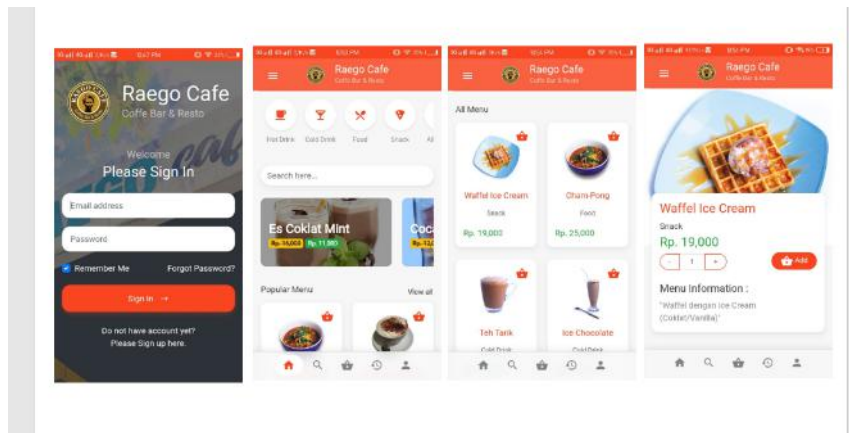 Raego Cafe
Coffe Bar & Resto
Welcome
Please Sign In
Email address
Password
Remember Me
Forgot Password?
Sign In →
Do not have account yet?
Please Sign up here.
Raego Cafe
Coffe Bar & Resto
Hot Drink
Cold Drink
Food
Snack
Search here...
Es Coklat Mint
Rp. 11,000
Popular Menu
View all
Raego Cafe
Coffe Bar & Resto
All Menu
Waffel Ice Cream
Snack
Rp. 19,000
Cham-Pong
Food
Rp. 25,000
Teh Tarik
Cold Drink
Ice Chocolate
Cold Drink
Raego Cafe
Coffe Bar & Resto
Waffel Ice Cream
Snack
Rp. 19,000
- 1 +
Add
Menu Information :
"Waffel dengan Ice Cream
(Coklat/Vanilla)"